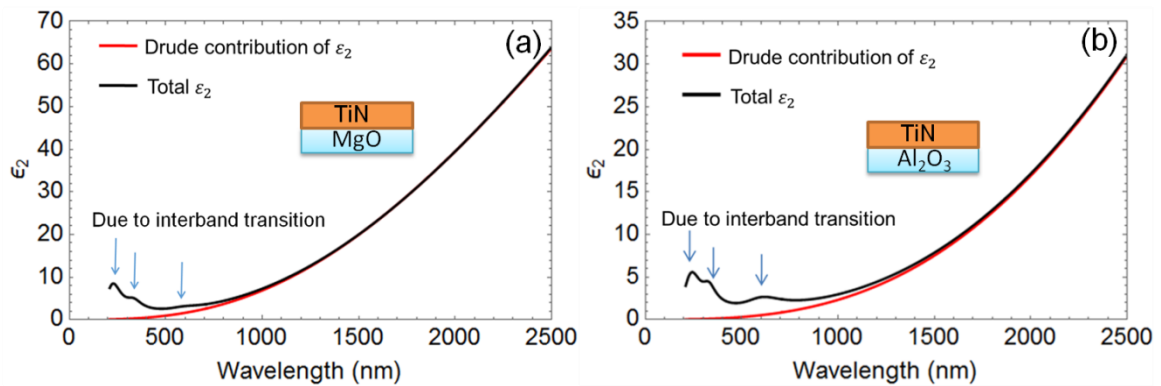 (a)
Drude contribution of ε₂
Total ε₂
TiN
MgO
Due to interband transition
70
60
50
40
30
20
10
0
ε₂
0 500 1000 1500 2000 2500
Wavelength (nm)
(b)
Drude contribution of ε₂
Total ε₂
TiN
Al₂O₃
Due to interband transition
35
30
25
20
15
10
5
0
ε₂
0 500 1000 1500 2000 2500
Wavelength (nm)